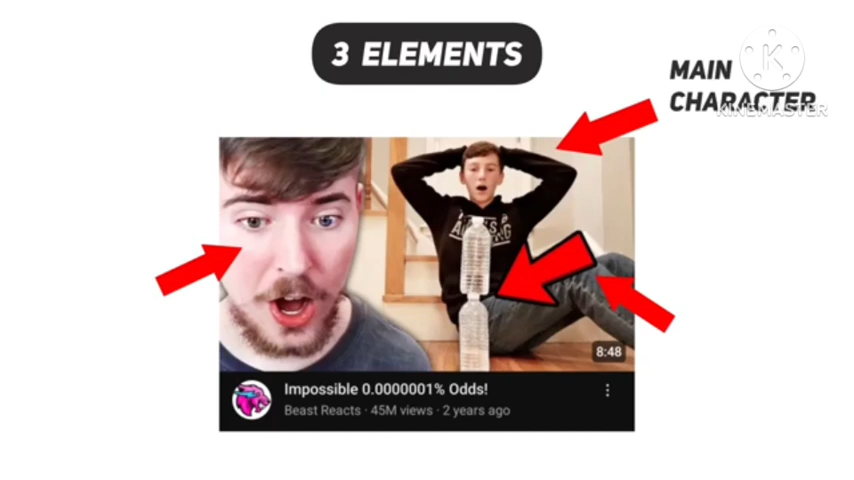 3 ELEMENTS
MAIN
CHARACTER
KINEMASTER
8:48
Impossible 0.0000001% Odds!
Beast Reacts · 45M views · 2 years ago